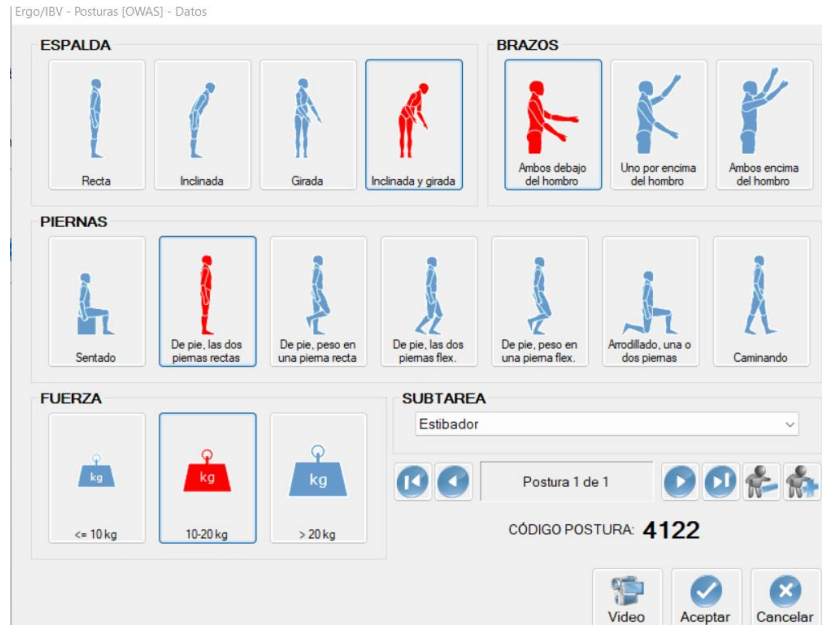 Ergo/IBV - Posturas [OWAS] - Datos
ESPALDA
Recta
Inclinada
Girada
Inclinada y girada
BRAZOS
Ambos debajo
del hombro
Uno por encima
del hombro
Ambos encima
del hombro
PIERNAS
Sentado
De pie, las dos
piernas rectas
De pie, peso en
una pierna recta
De pie, las dos
piernas flex.
De pie, peso en
una pierna flex.
Arrodillado, una o
dos piernas
Caminando
FUERZA
kg
<= 10 kg
kg
10-20 kg
kg
> 20 kg
SUBTAREA
Estibador
Postura 1 de 1
CÓDIGO POSTURA: 4122
Video
Aceptar
Cancelar